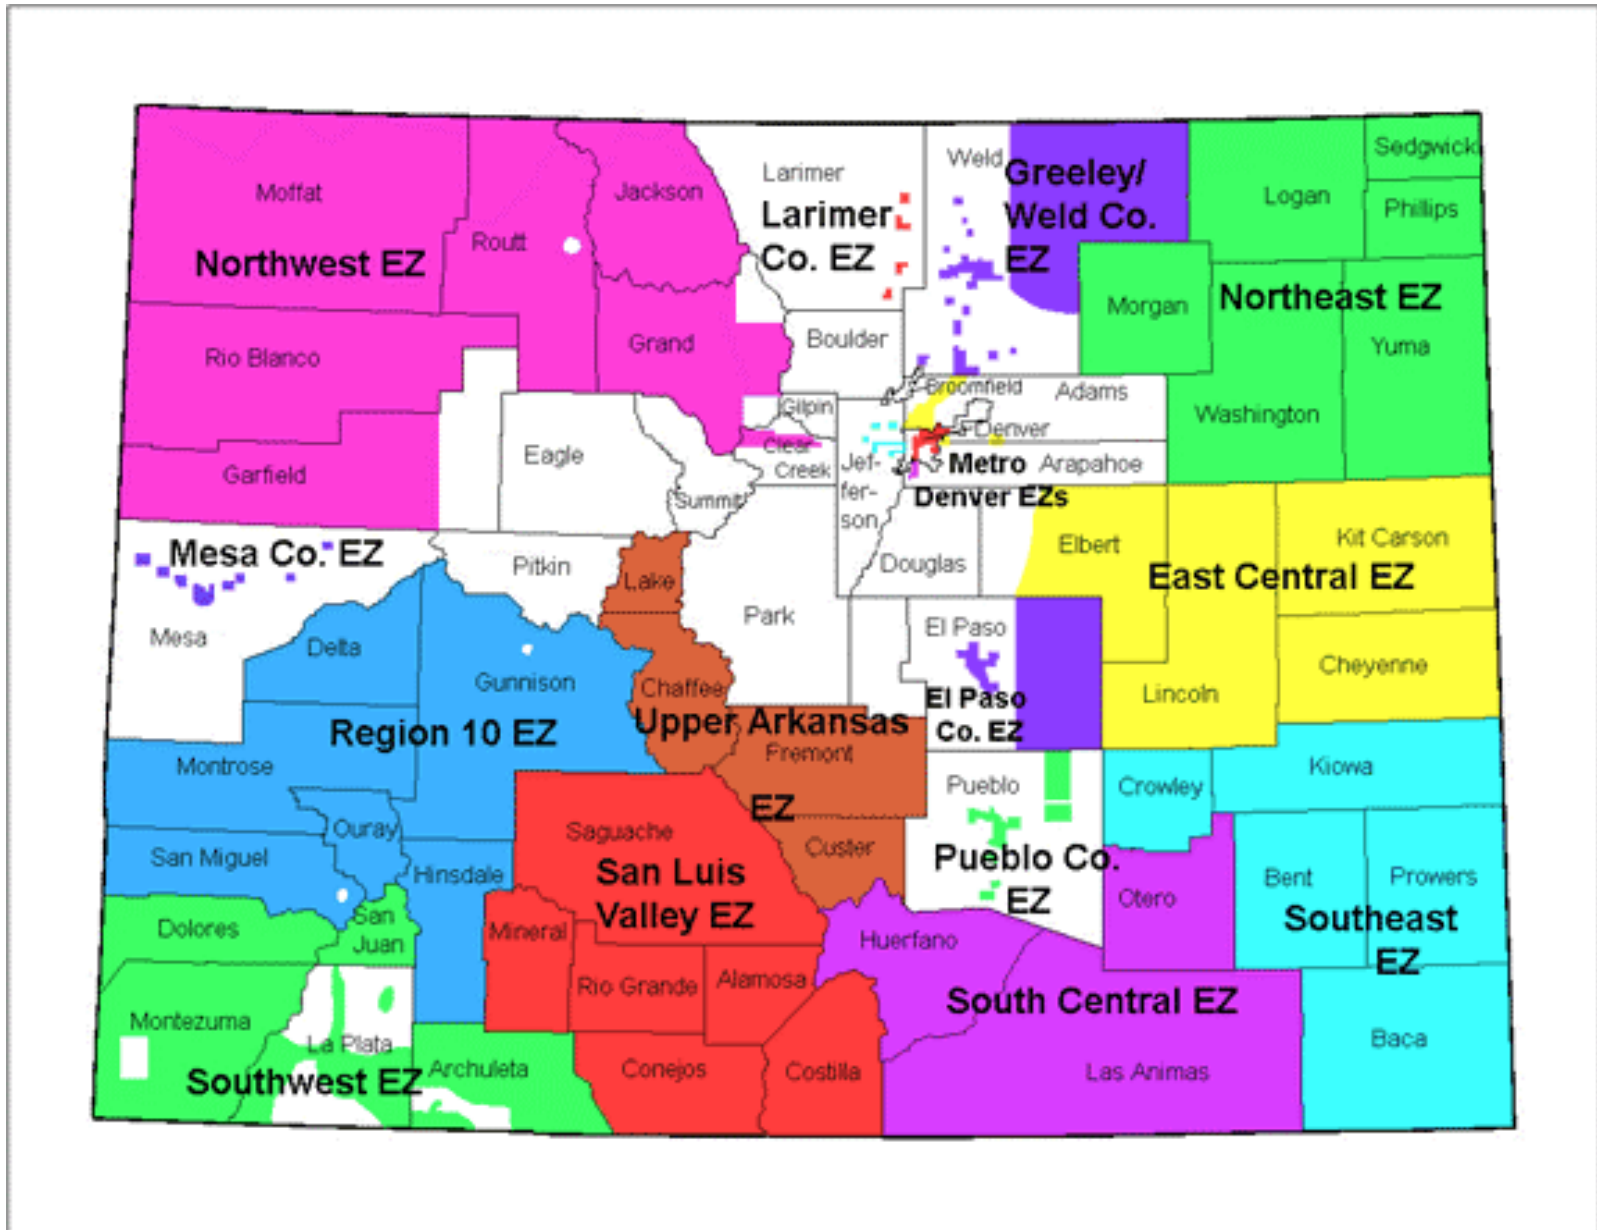 Moffat
Northwest EZ
Routt
Jackson
Larimer
Larimer
Co. EZ
Weld
Greeley/
Weld Co.
EZ
Logan
Sedgwick
Phillips
Northeast EZ
Morgan
Yuma
Washington
Rio Blanco
Grand
Boulder
Garfield
Eagle
Gilpin
Clear
Creek
Summit
Broomfield
Adams
Denver
Jef-
fer-
son
Metro
Denver EZs
Arapahoe
Douglas
Elbert
Kit Carson
East Central EZ
Cheyenne
Lincoln
Mesa Co. EZ
Mesa
Pitkin
Lake
Park
El Paso
El Paso
Co. EZ
Delta
Gunnison
Chaffee
Region 10 EZ
Upper Arkansas
EZ
Fremont
Custer
Montrose
Ouray
San Miguel
Hinsdale
Saguache
San Luis
Valley EZ
Mineral
Rio Grande
Alamosa
Conejos
Costilla
Pueblo
Pueblo Co.
EZ
Crowley
Kiowa
Otero
Bent
Prowers
Southeast
EZ
Baca
Huerfano
South Central EZ
Las Animas
Dolores
San
Juan
Montezuma
La Plata
Southwest EZ
Archuleta